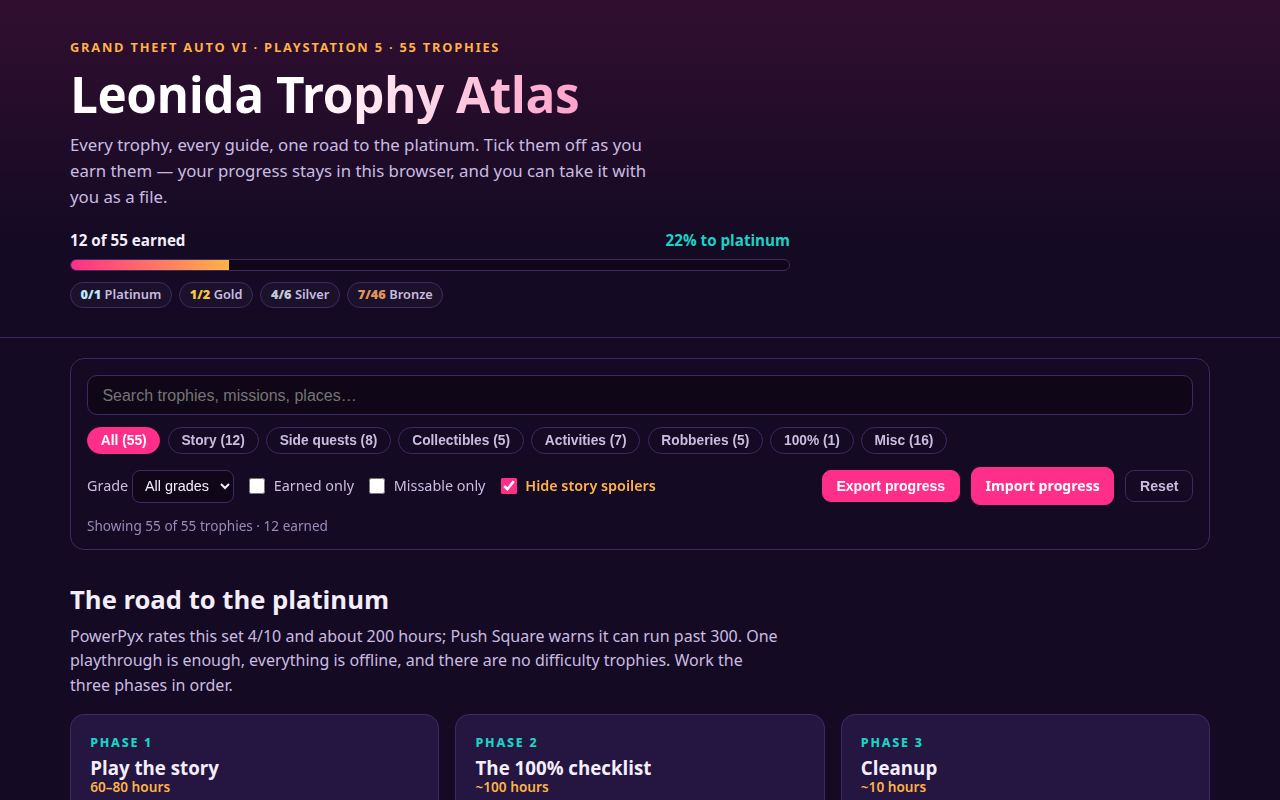 GRAND THEFT AUTO VI · PLAYSTATION 5 · 55 TROPHIES
Leonida Trophy Atlas
Every trophy, every guide, one road to the platinum. Tick them off as you
earn them — your progress stays in this browser, and you can take it with
you as a file.
12 of 55 earned
22% to platinum
0/1 Platinum
1/2 Gold
4/6 Silver
7/46 Bronze
Search trophies, missions, places…
All (55)
Story (12)
Side quests (8)
Collectibles (5)
Activities (7)
Robberies (5)
100% (1)
Misc (16)
Grade
All grades
Earned only
Missable only
Hide story spoilers
Export progress
Import progress
Reset
Showing 55 of 55 trophies · 12 earned
The road to the platinum
PowerPyx rates this set 4/10 and about 200 hours; Push Square warns it can run past 300. One
playthrough is enough, everything is offline, and there are no difficulty trophies. Work the
three phases in order.
PHASE 1
Play the story
60–80 hours
PHASE 2
The 100% checklist
~100 hours
PHASE 3
Cleanup
~10 hours